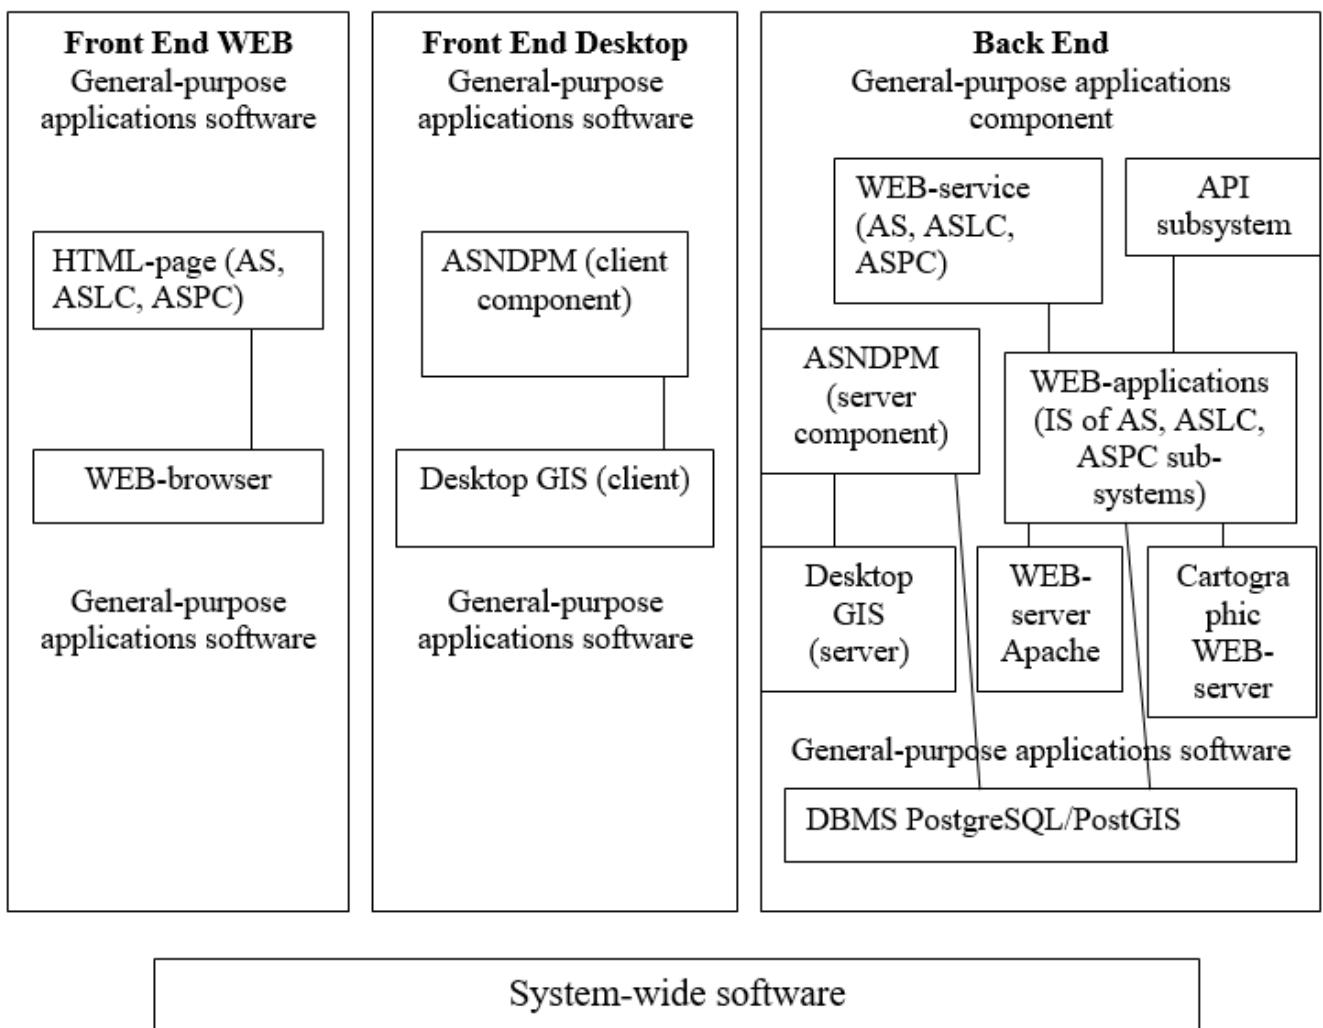 Front End WEB
General-purpose
applications software
HTML-page (AS,
ASLC, ASPC)
WEB-browser
General-purpose
applications software
Front End Desktop
General-purpose
applications software
ASNDPM (client
component)
Desktop GIS (client)
General-purpose
applications software
Back End
General-purpose applications
component
WEB-service
(AS, ASLC,
ASPC)
API
subsystem
ASNDPM
(server
component)
WEB-applications
(IS of AS, ASLC,
ASPC sub-
systems)
Desktop
GIS
(server)
WEB-
server
Apache
Cartogra
phic
WEB-
server
General-purpose applications software
DBMS PostgreSQL/PostGIS
System-wide software